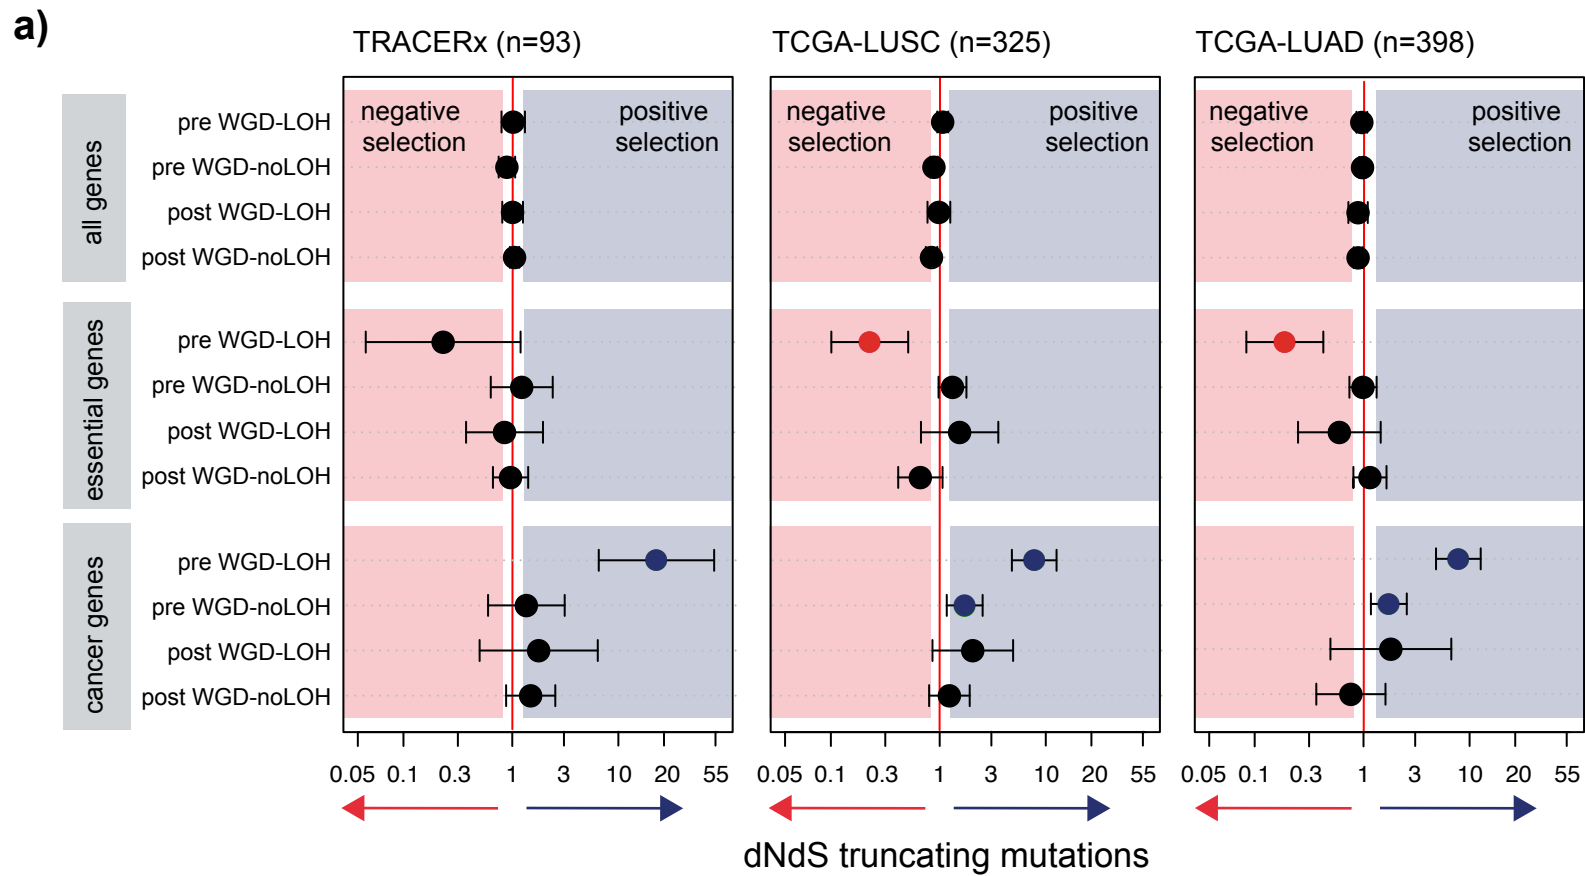 a)
TRACERx (n=93)
TCGA-LUSC (n=325)
TCGA-LUAD (n=398)
all genes
pre WGD-LOH
pre WGD-noLOH
post WGD-LOH
post WGD-noLOH
essential genes
pre WGD-LOH
pre WGD-noLOH
post WGD-LOH
post WGD-noLOH
cancer genes
pre WGD-LOH
pre WGD-noLOH
post WGD-LOH
post WGD-noLOH
negative
selection
positive
selection
negative
selection
positive
selection
negative
selection
positive
selection
0.05 0.1 0.3 1 3 10 20 55
0.05 0.1 0.3 1 3 10 20 55
0.05 0.1 0.3 1 3 10 20 55
dNdS truncating mutations